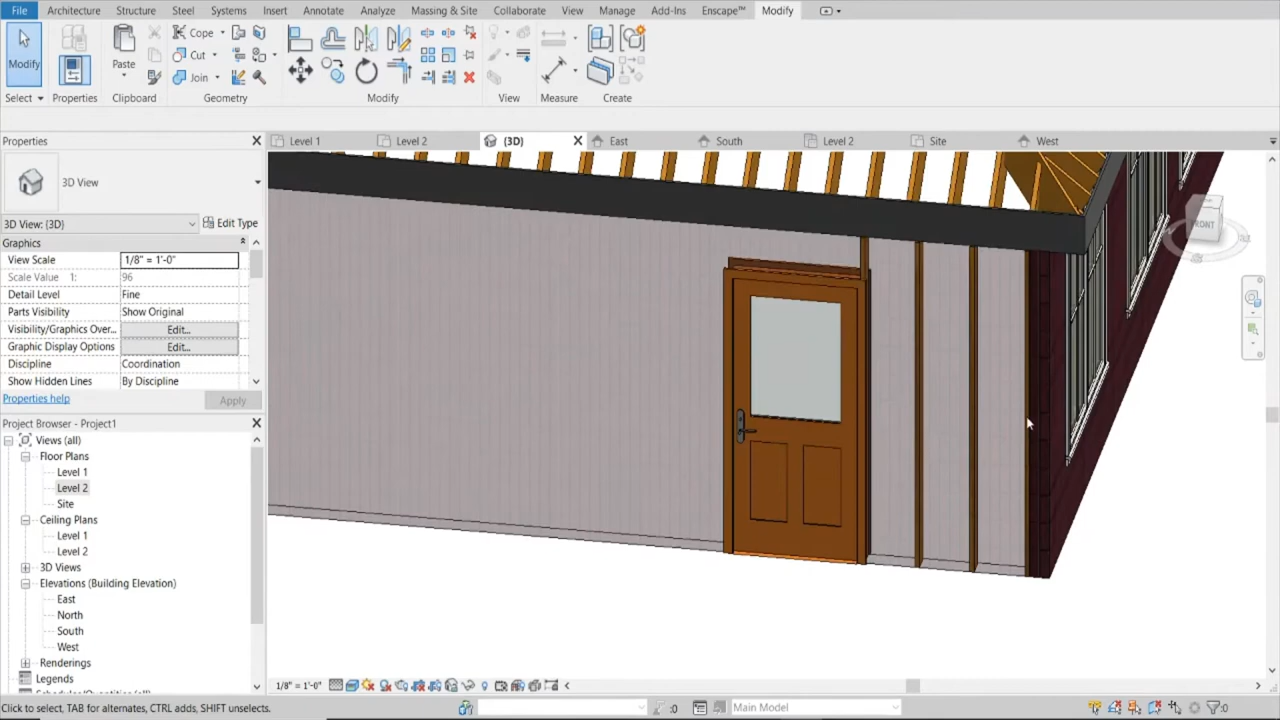 File Architecture Structure Steel Systems Insert Annotate Analyze Massing & Site Collaborate View Manage Add-Ins Enscape™ Modify
Modify
Paste
Cope
Cut
Join
Select Properties Clipboard Geometry Modify View Measure Create
Properties
Level 1 Level 2 (3D) East South Level 2 Site West
3D View
3D View: {3D} Edit Type
Graphics
View Scale 1/8" = 1'-0"
Scale Value 1: 96
Detail Level Fine
Parts Visibility Show Original
Visibility/Graphics Over... Edit...
Graphic Display Options Edit...
Discipline Coordination
Show Hidden Lines By Discipline
Properties help Apply
FRONT
Project Browser - Project1
Views (all)
Floor Plans
Level 1
Level 2
Site
Ceiling Plans
Level 1
Level 2
3D Views
Elevations (Building Elevation)
East
North
South
West
Renderings
Legends
Schedules/Quantities (all)
1/8" = 1'-0"
Click to select, TAB for alternates, CTRL adds, SHIFT unselects. :0 Main Model :0